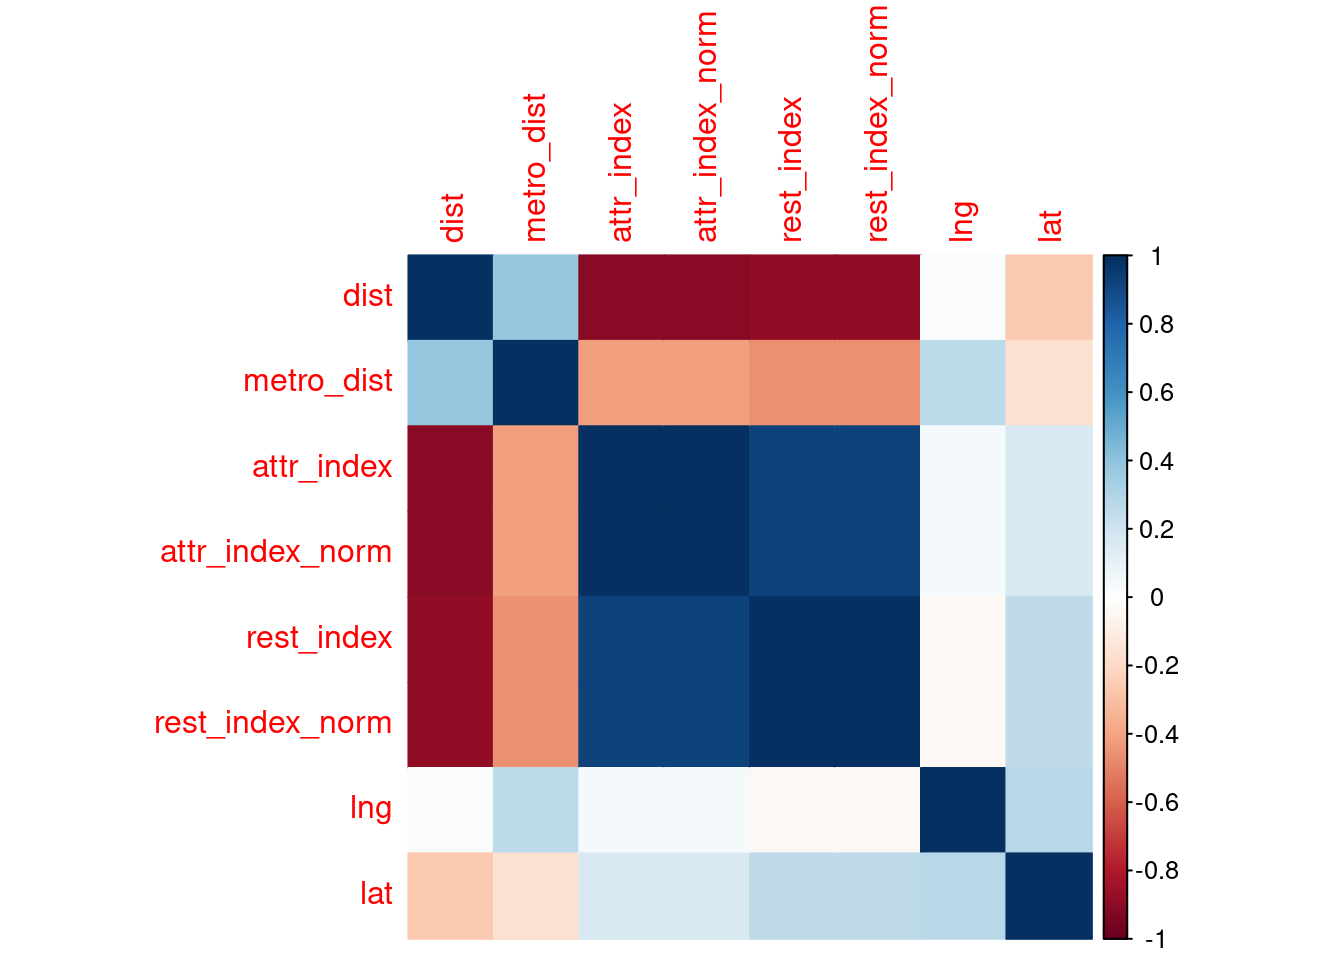 dist
metro_dist
attr_index
attr_index_norm
rest_index
rest_index_norm
lng
lat
dist
metro_dist
attr_index
attr_index_norm
rest_index
rest_index_norm
lng
lat
1
0.8
0.6
0.4
0.2
0
-0.2
-0.4
-0.6
-0.8
-1